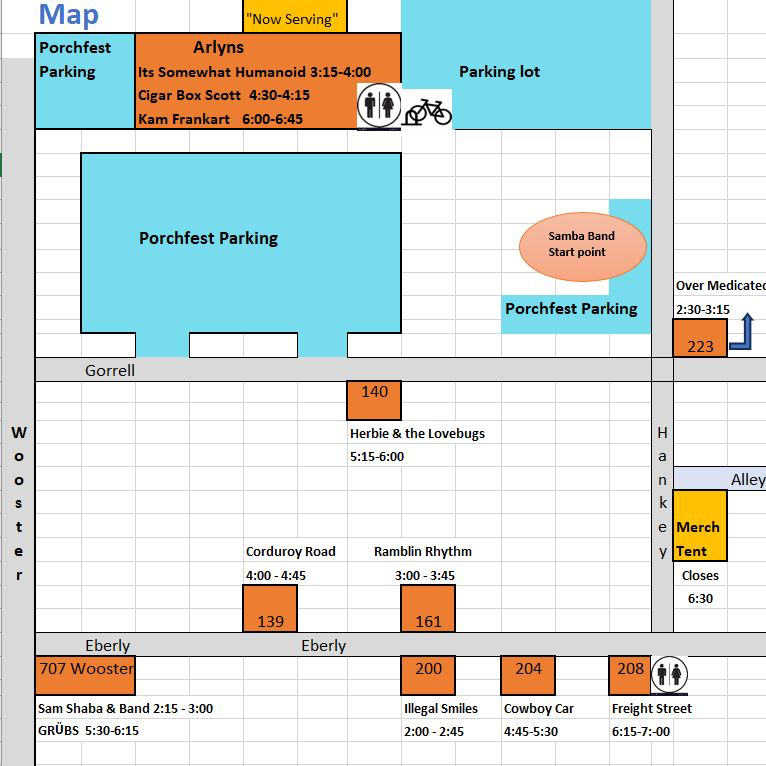 Map
"Now Serving"
Porchfest
Parking
Arlyns
Its Somewhat Humanoid 3:15-4:00
Cigar Box Scott 4:30-4:15
Kam Frankart 6:00-6:45
Parking lot
Porchfest Parking
Samba Band
Start point
Porchfest Parking
Over Medicated
2:30-3:15
223
Gorrell
140
Herbie & the Lovebugs
5:15-6:00
Wooster
Hankey
Alley
Merch
Tent
Closes
6:30
Corduroy Road
4:00 - 4:45
139
Ramblin Rhythm
3:00 - 3:45
161
Eberly
Eberly
707 Wooster
200
204
208
Sam Shaba & Band 2:15 - 3:00
GRÜBS 5:30-6:15
Illegal Smiles
2:00 - 2:45
Cowboy Car
4:45-5:30
Freight Street
6:15-7:-00